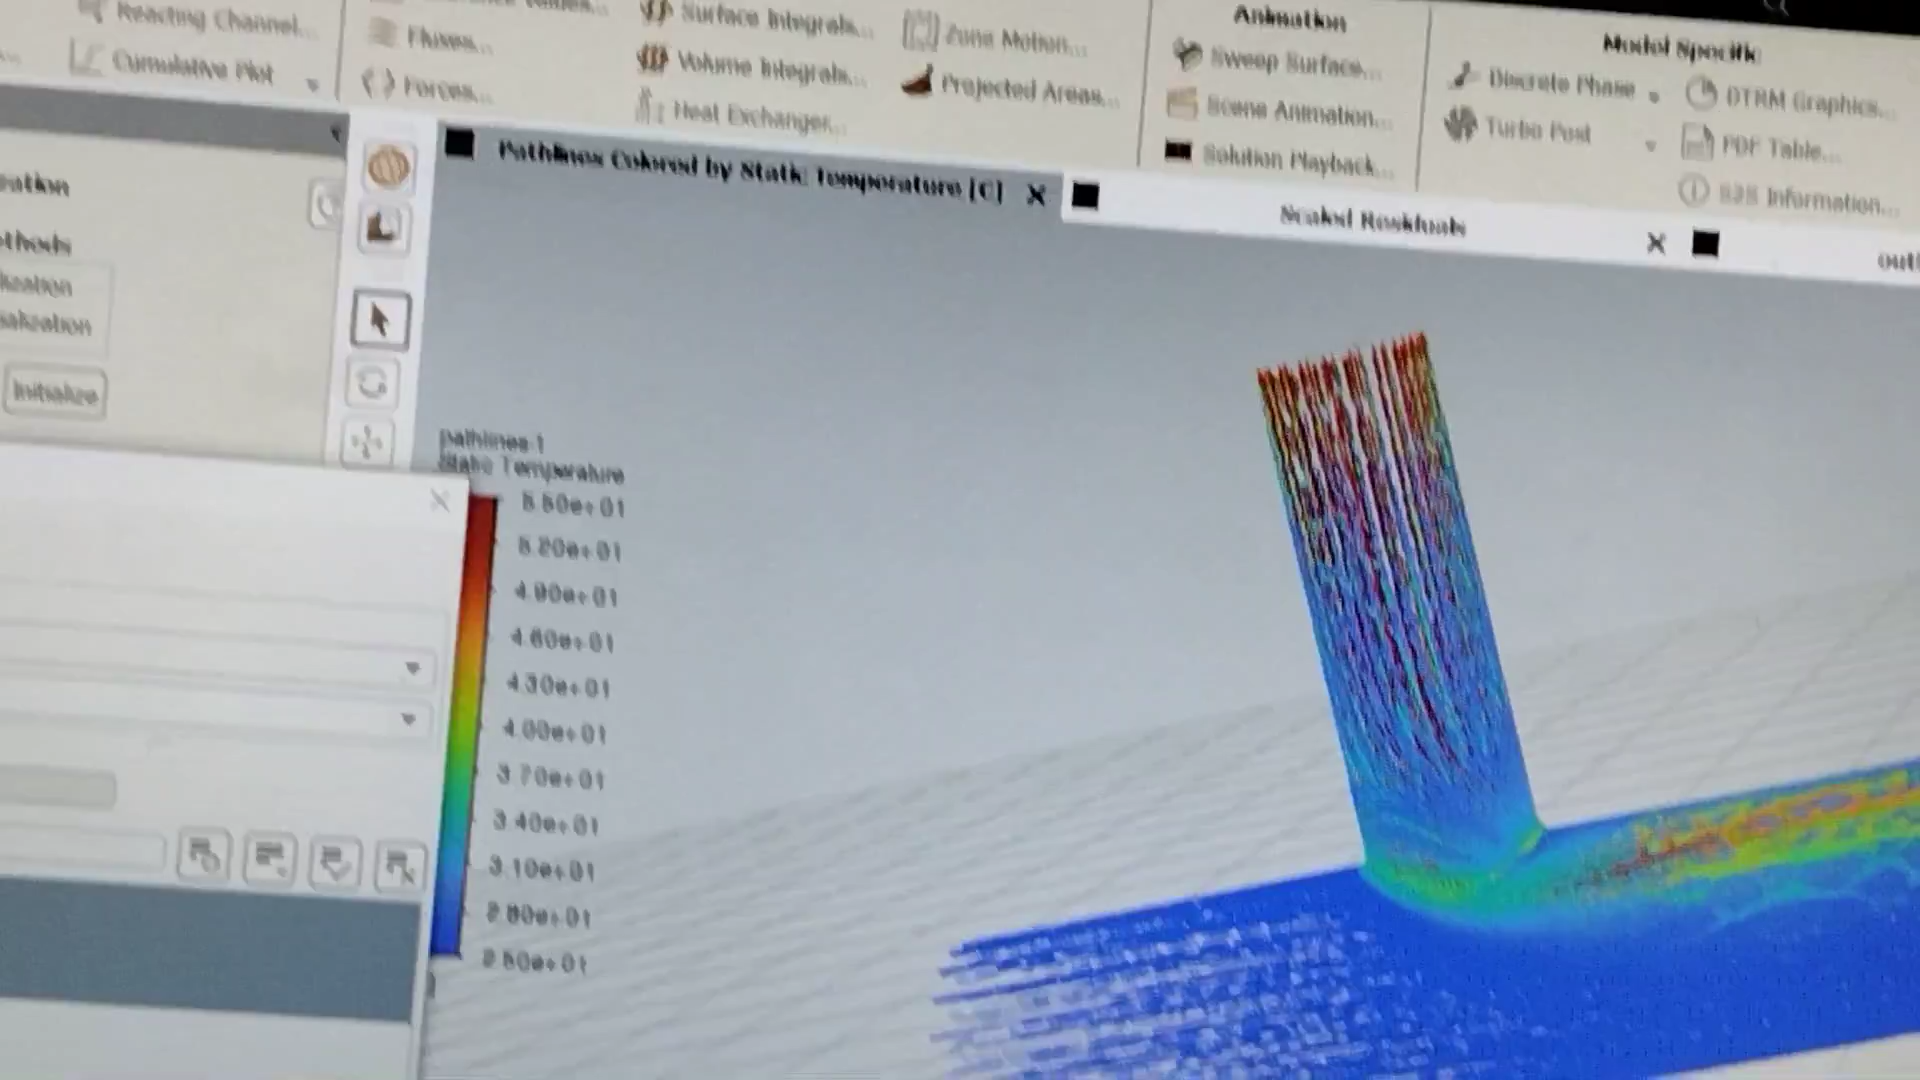 Reacting Channel...
Cumulative Plot
Fluxes...
Forces...
Surface Integrals...
Volume Integrals...
Heat Exchanger...
Zone Motion...
Projected Areas...
Animation
Sweep Surface...
Scene Animation...
Solution Playback...
Model Specific
Discrete Phase
Turbo Post
DTRM Graphics...
PDF Table...
S2S Information...
Pathlines Colored by Static Temperature [C]
Scaled Residuals
Initialize
pathlines-1
Static Temperature
5.50e+01
5.20e+01
4.90e+01
4.60e+01
4.30e+01
4.00e+01
3.70e+01
3.40e+01
3.10e+01
2.80e+01
2.50e+01